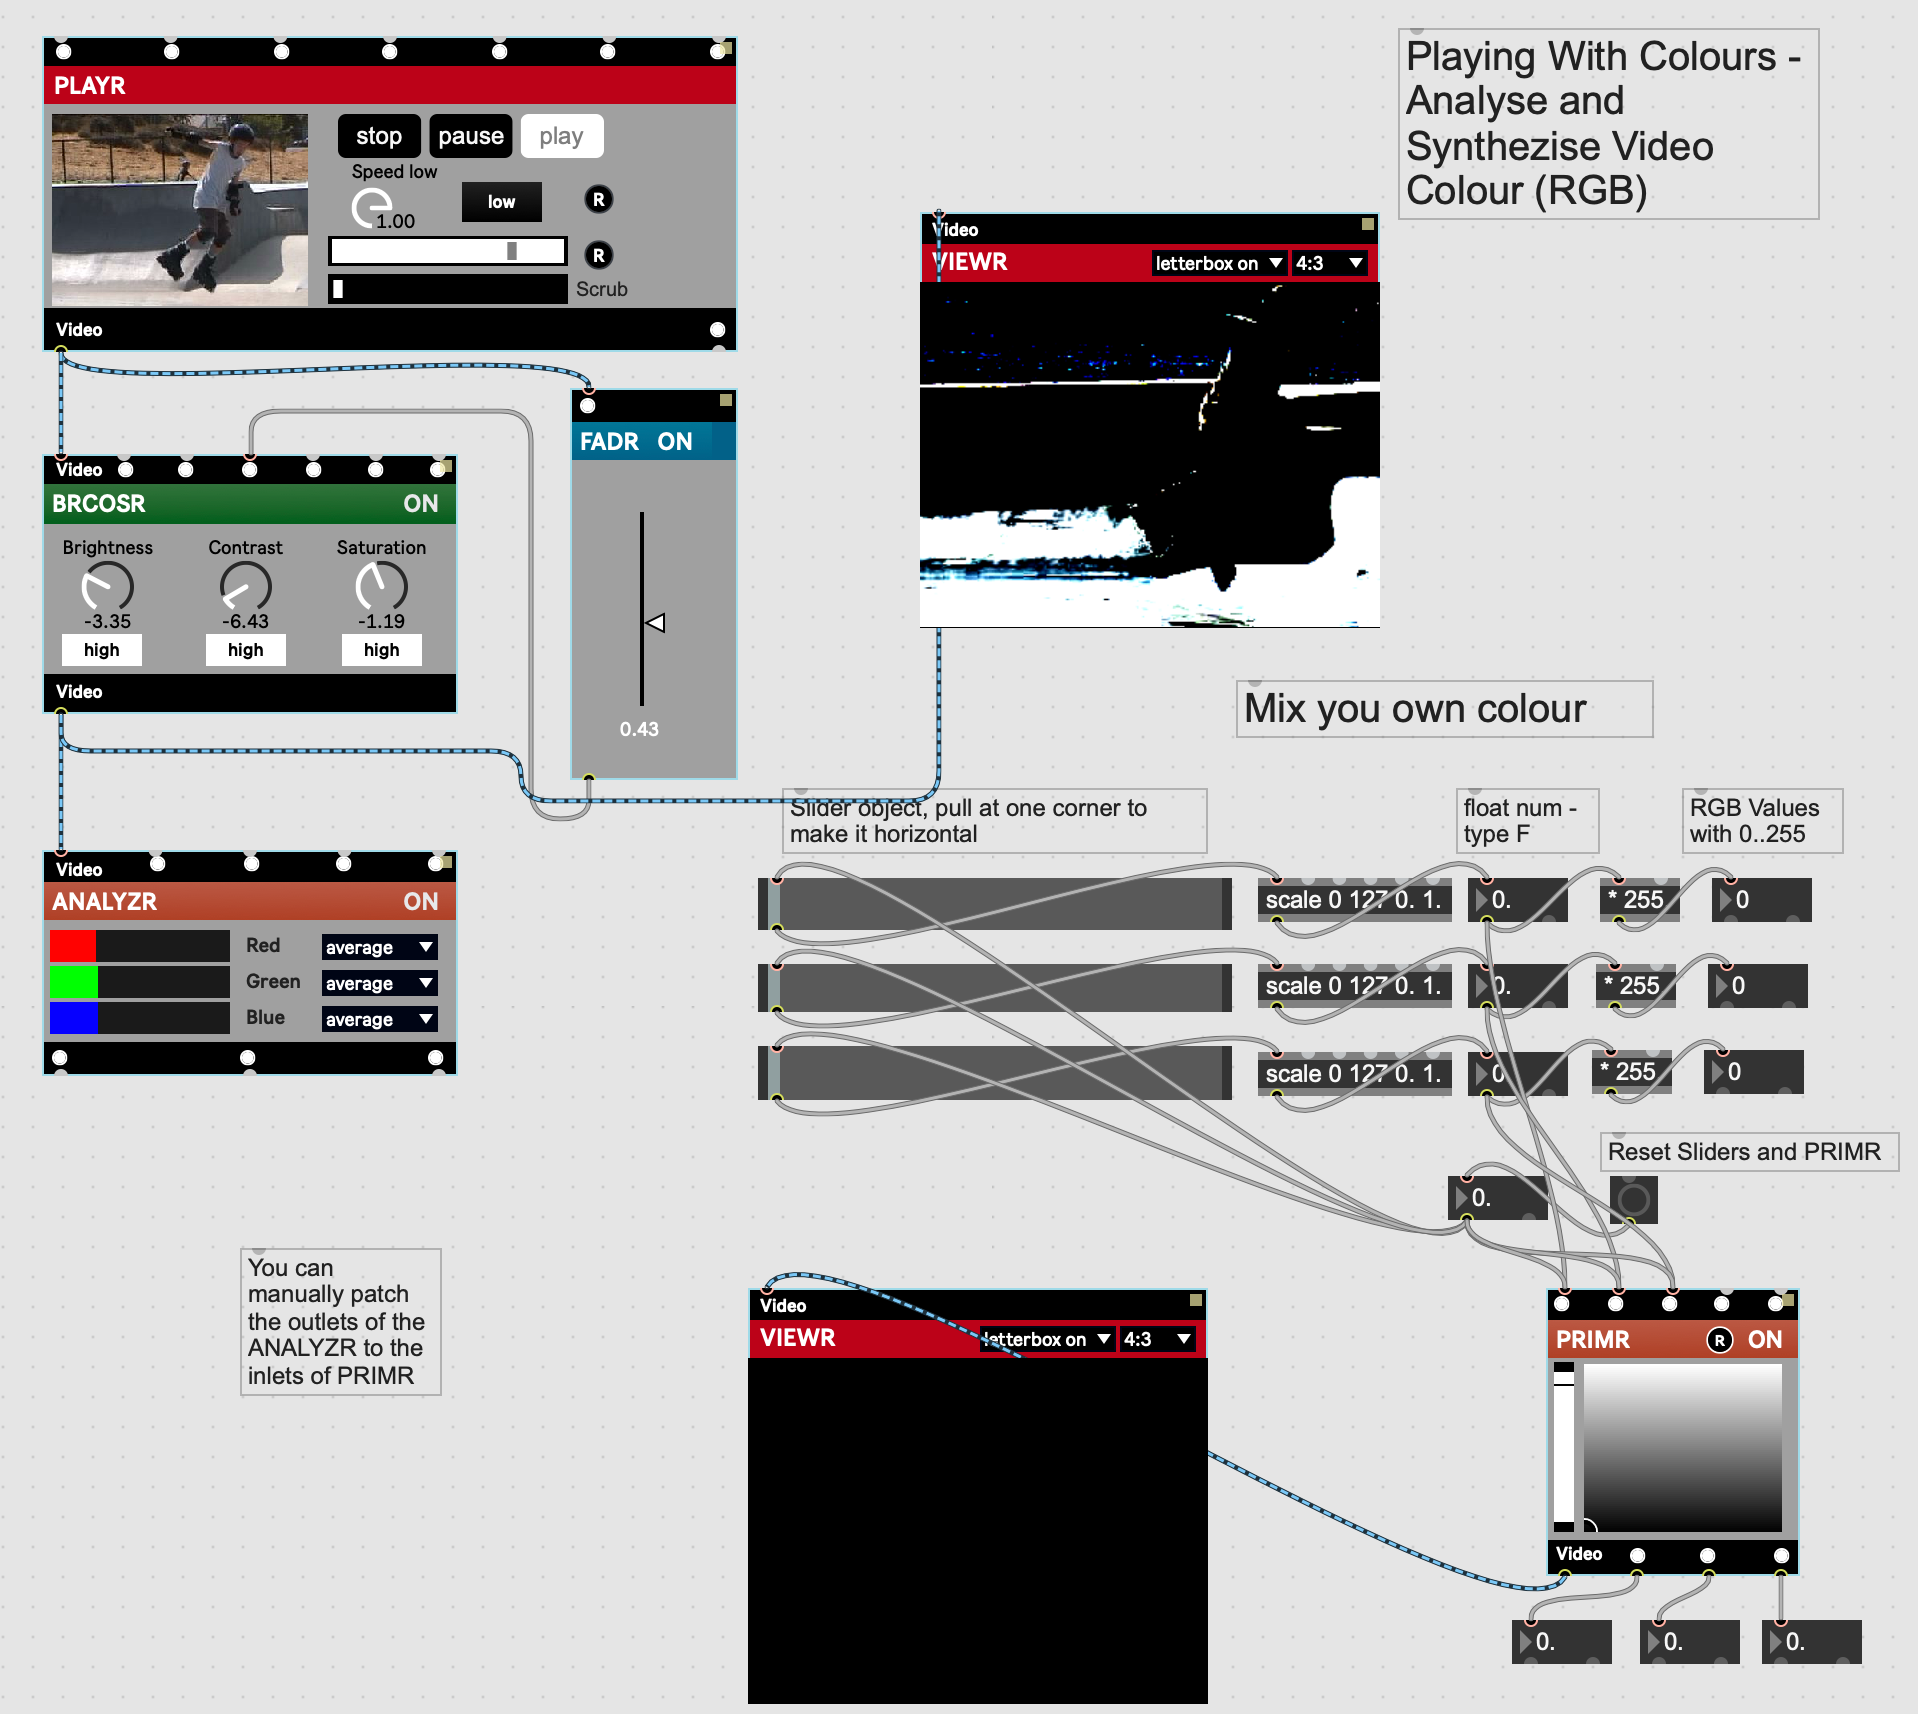 Playing With Colours -
Analyse and
Synthezise Video
Colour (RGB)
PLAYR
stop pause play
Speed low
1.00
low
R
R
Scrub
Video
Video
VIEWR
letterbox on 4:3
FADR ON
0.43
Video
BRCOSR ON
Brightness Contrast Saturation
-3.35 -6.43 -1.19
high high high
Video
Mix you own colour
Slider object, pull at one corner to
make it horizontal
float num -
type F
RGB Values
with 0..255
Video
ANALYZR ON
Red average
Green average
Blue average
scale 0 127 0. 1. 0. * 255 0
scale 0 127 0. 1. 0. * 255 0
scale 0 127 0. 1. 0 * 255 0
Reset Sliders and PRIMR
0.
You can
manually patch
the outlets of the
ANALYZR to the
inlets of PRIMR
Video
VIEWR
letterbox on 4:3
PRIMR R ON
Video
0. 0. 0.